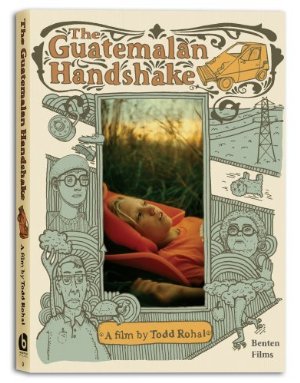 The
Guatemalan
Handshake
A film by Todd Rohal
Benten
Films
The Guatemalan Handshake
A film by Todd Rohal